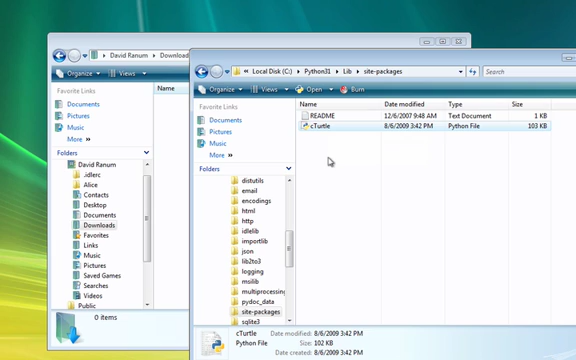 David Ranum ▸ Downloads
Organize Views
Name
Favorite Links
Documents
Pictures
Music
More »
Folders
David Ranum
.idlerc
Alice
Contacts
Desktop
Documents
Downloads
Favorites
Links
Music
Pictures
Saved Games
Searches
Videos
Public
0 items
« Local Disk (C:) ▸ Python31 ▸ Lib ▸ site-packages
Search
Organize Views Open Burn
Favorite Links
Documents
Pictures
Music
More »
Folders
distutils
email
encodings
html
http
idlelib
importlib
json
lib2to3
logging
msilib
multiprocessing
pydoc_data
site-packages
sqlite3
Name Date modified Type Size
README 12/6/2007 9:48 AM Text Document 1 KB
cTurtle 8/6/2009 3:42 PM Python File 103 KB
cTurtle Date modified: 8/6/2009 3:42 PM
Python File Size: 102 KB
Date created: 8/6/2009 3:42 PM